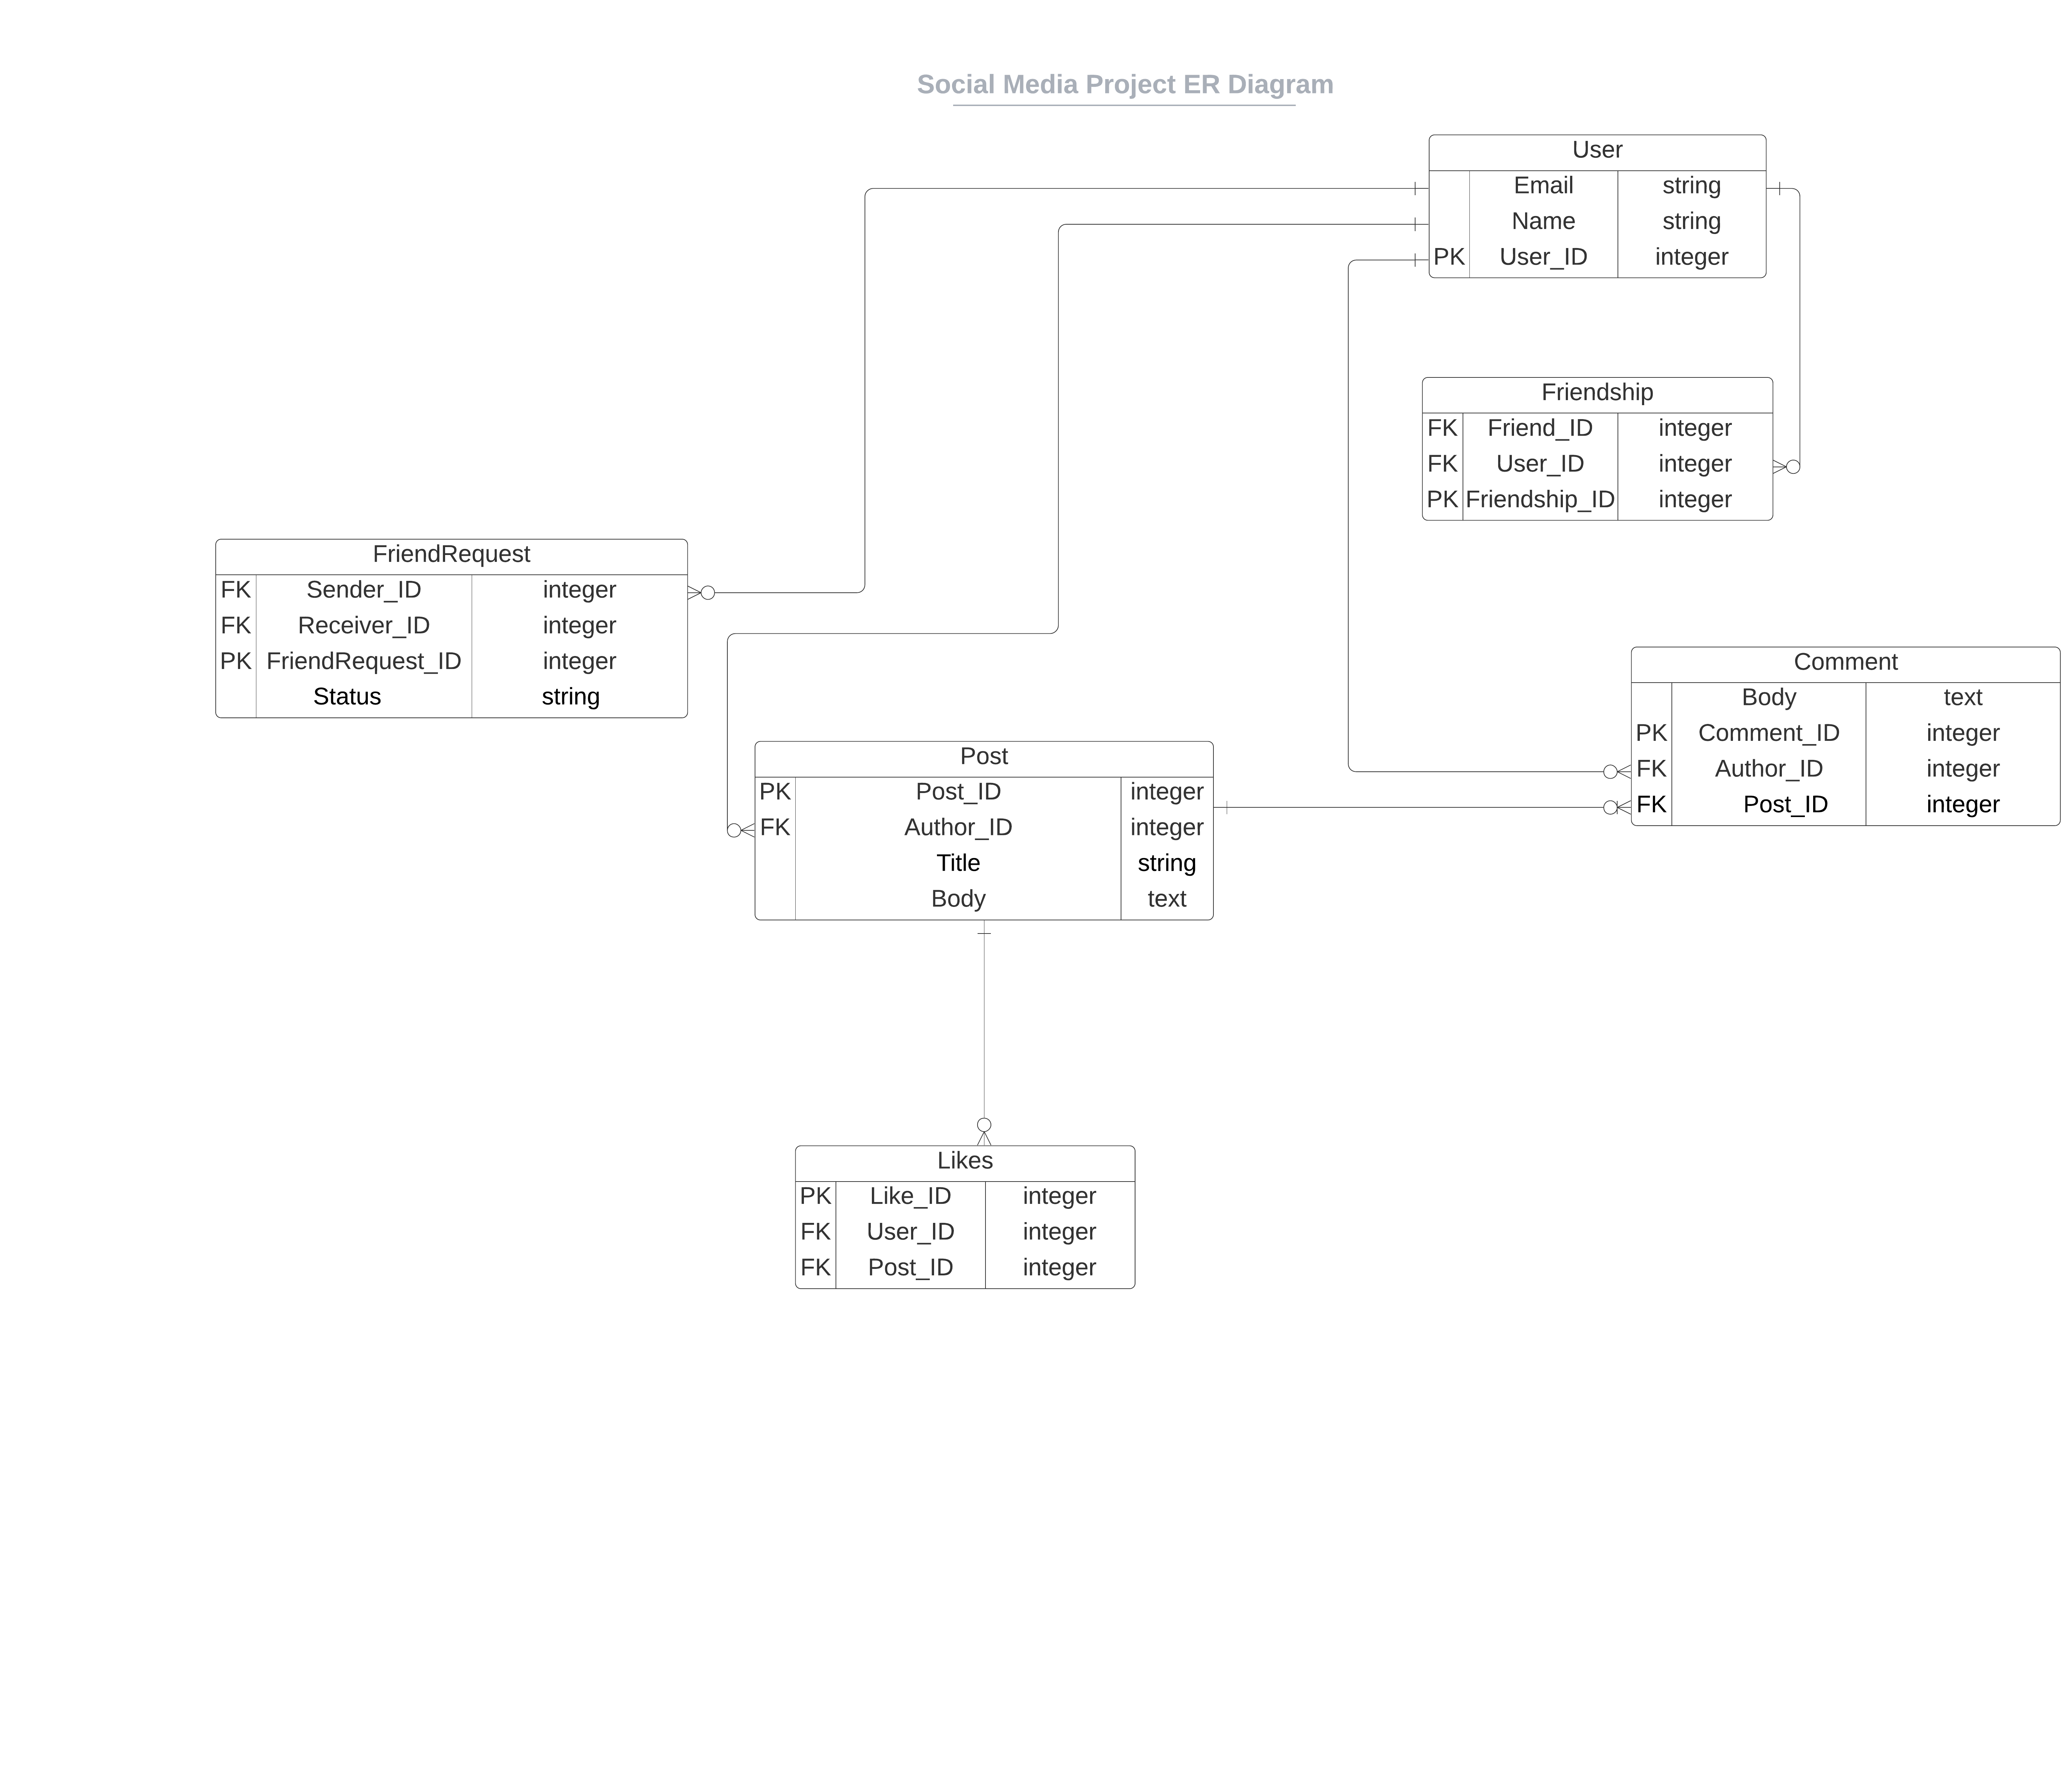 Social Media Project ER Diagram
User
Email string
Name string
PK User_ID integer
Friendship
FK Friend_ID integer
FK User_ID integer
PK Friendship_ID integer
FriendRequest
FK Sender_ID integer
FK Receiver_ID integer
PK FriendRequest_ID integer
Status string
Comment
Body text
PK Comment_ID integer
FK Author_ID integer
FK Post_ID integer
Post
PK Post_ID integer
FK Author_ID integer
Title string
Body text
Likes
PK Like_ID integer
FK User_ID integer
FK Post_ID integer